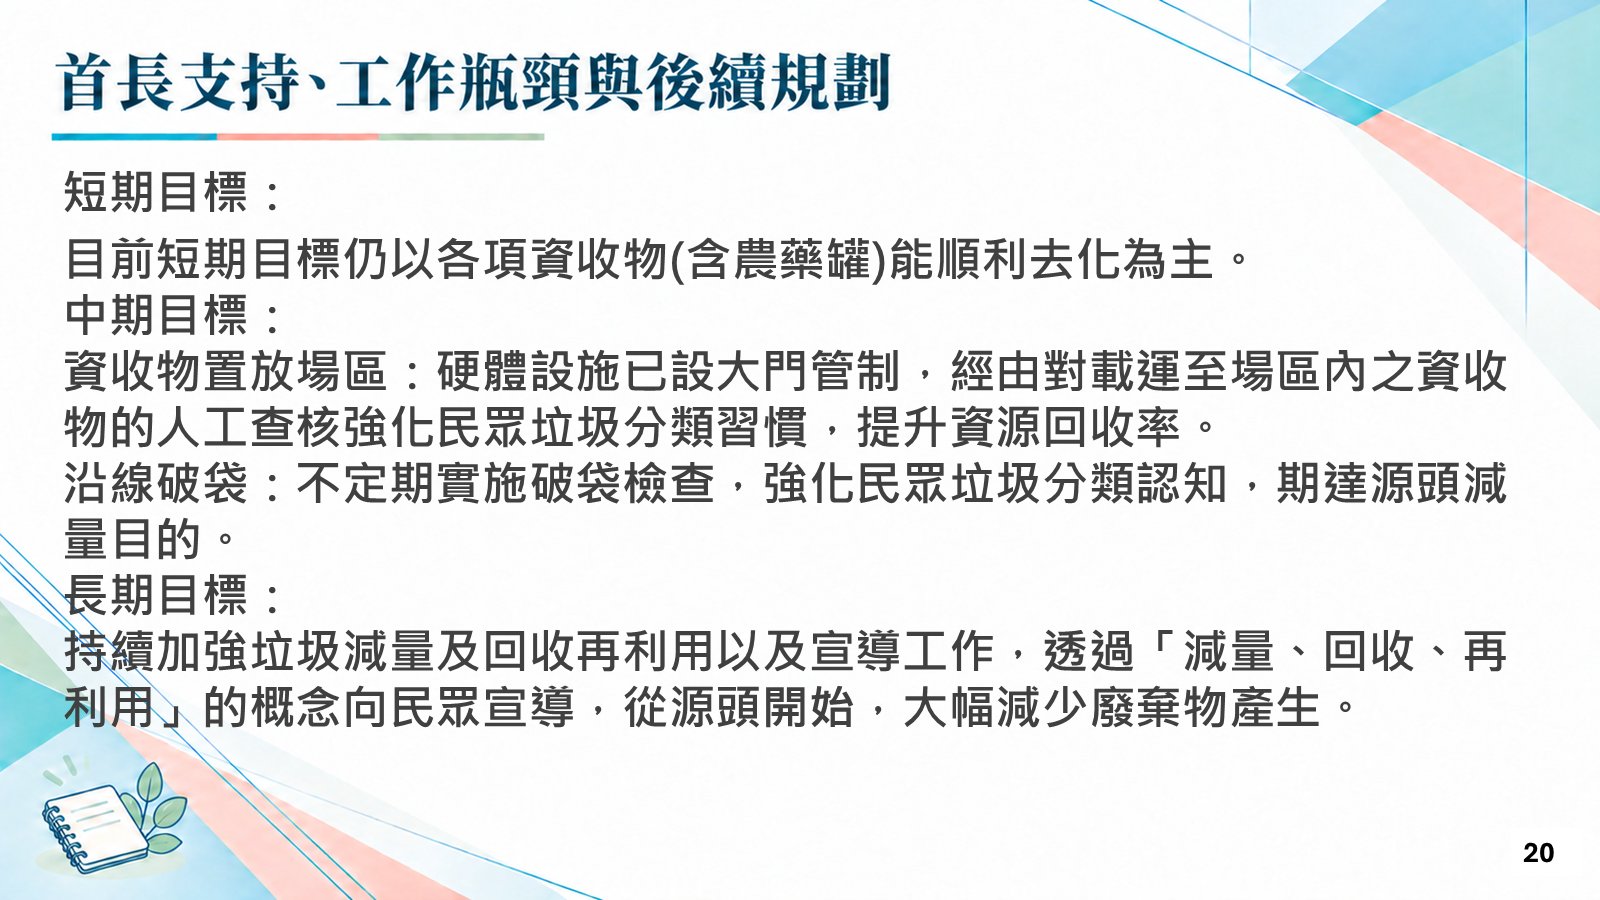 首長支持、工作瓶頸與後續規劃
短期目標：
目前短期目標仍以各項資收物(含農藥罐)能順利去化為主。
中期目標：
資收物置放場區：硬體設施已設大門管制，經由對載運至場區內之資收
物的人工查核強化民眾垃圾分類習慣，提升資源回收率。
沿線破袋：不定期實施破袋檢查，強化民眾垃圾分類認知，期達源頭減
量目的。
長期目標：
持續加強垃圾減量及回收再利用以及宣導工作，透過「減量、回收、再
利用」的概念向民眾宣導，從源頭開始，大幅減少廢棄物產生。
20